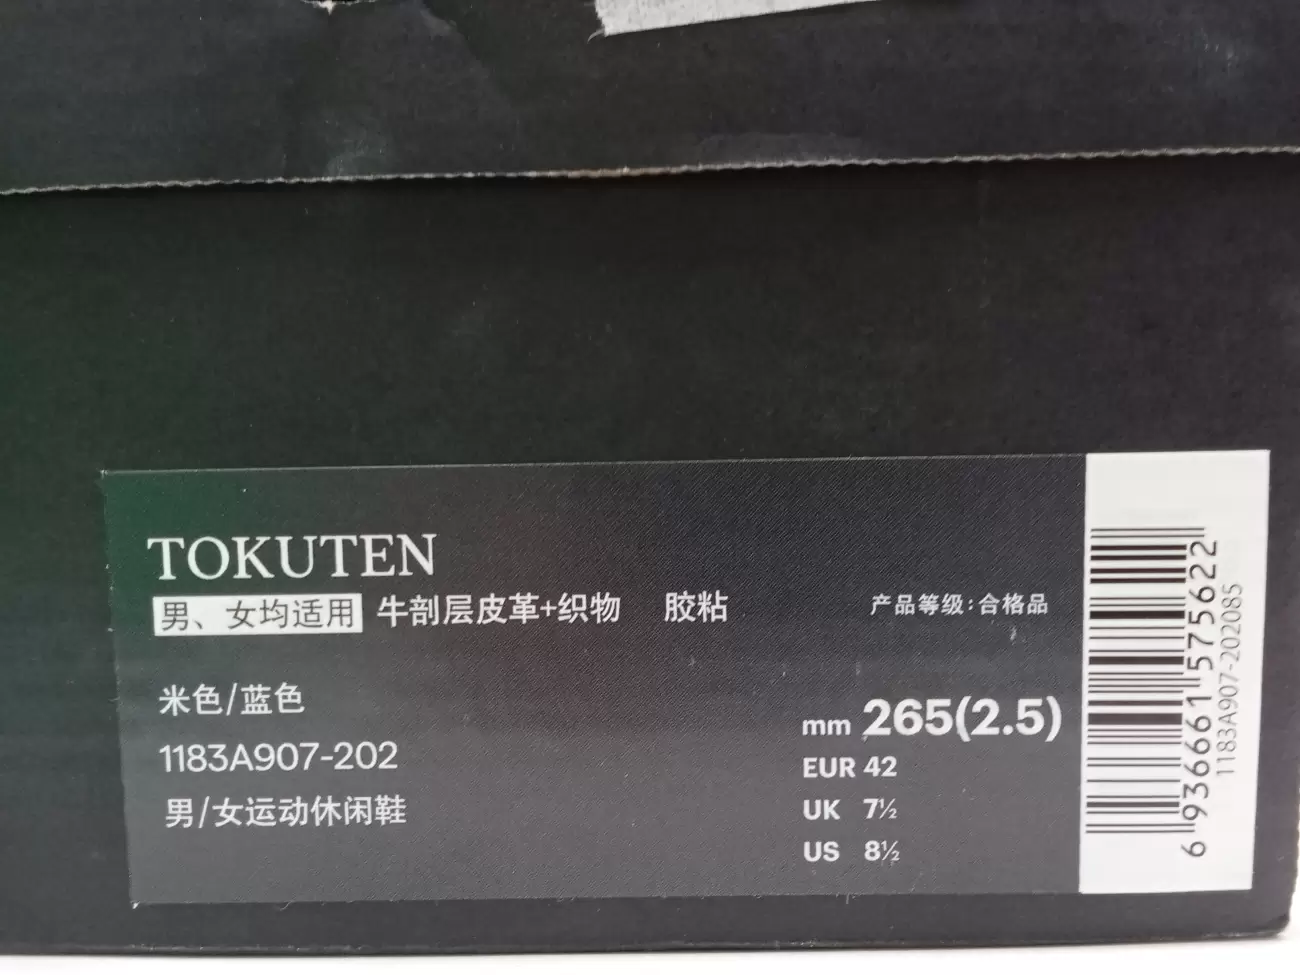 TOKUTEN
男、女均适用 牛剖层皮革+织物 胶粘
产品等级:合格品
米色/蓝色
1183A907-202
男/女运动休闲鞋
mm 265(2.5)
EUR 42
UK 7½
US 8½
6 936661 575622
1183A907-202085